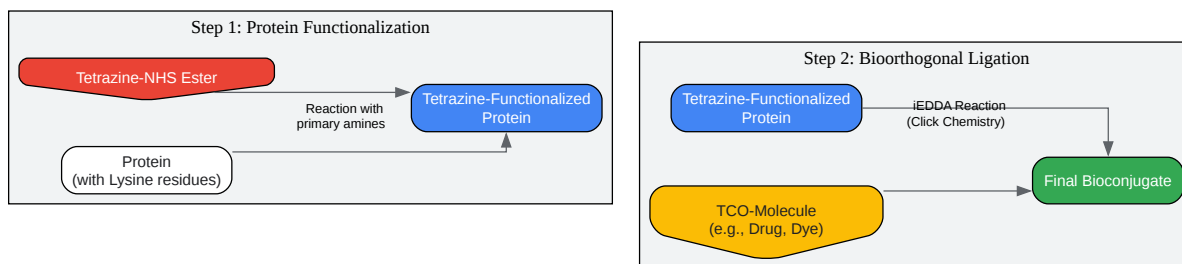 Step 1: Protein Functionalization
Tetrazine-NHS Ester
Reaction with
primary amines
Tetrazine-Functionalized
Protein
Protein
(with Lysine residues)
Step 2: Bioorthogonal Ligation
Tetrazine-Functionalized
Protein
iEDDA Reaction
(Click Chemistry)
TCO-Molecule
(e.g., Drug, Dye)
Final Bioconjugate